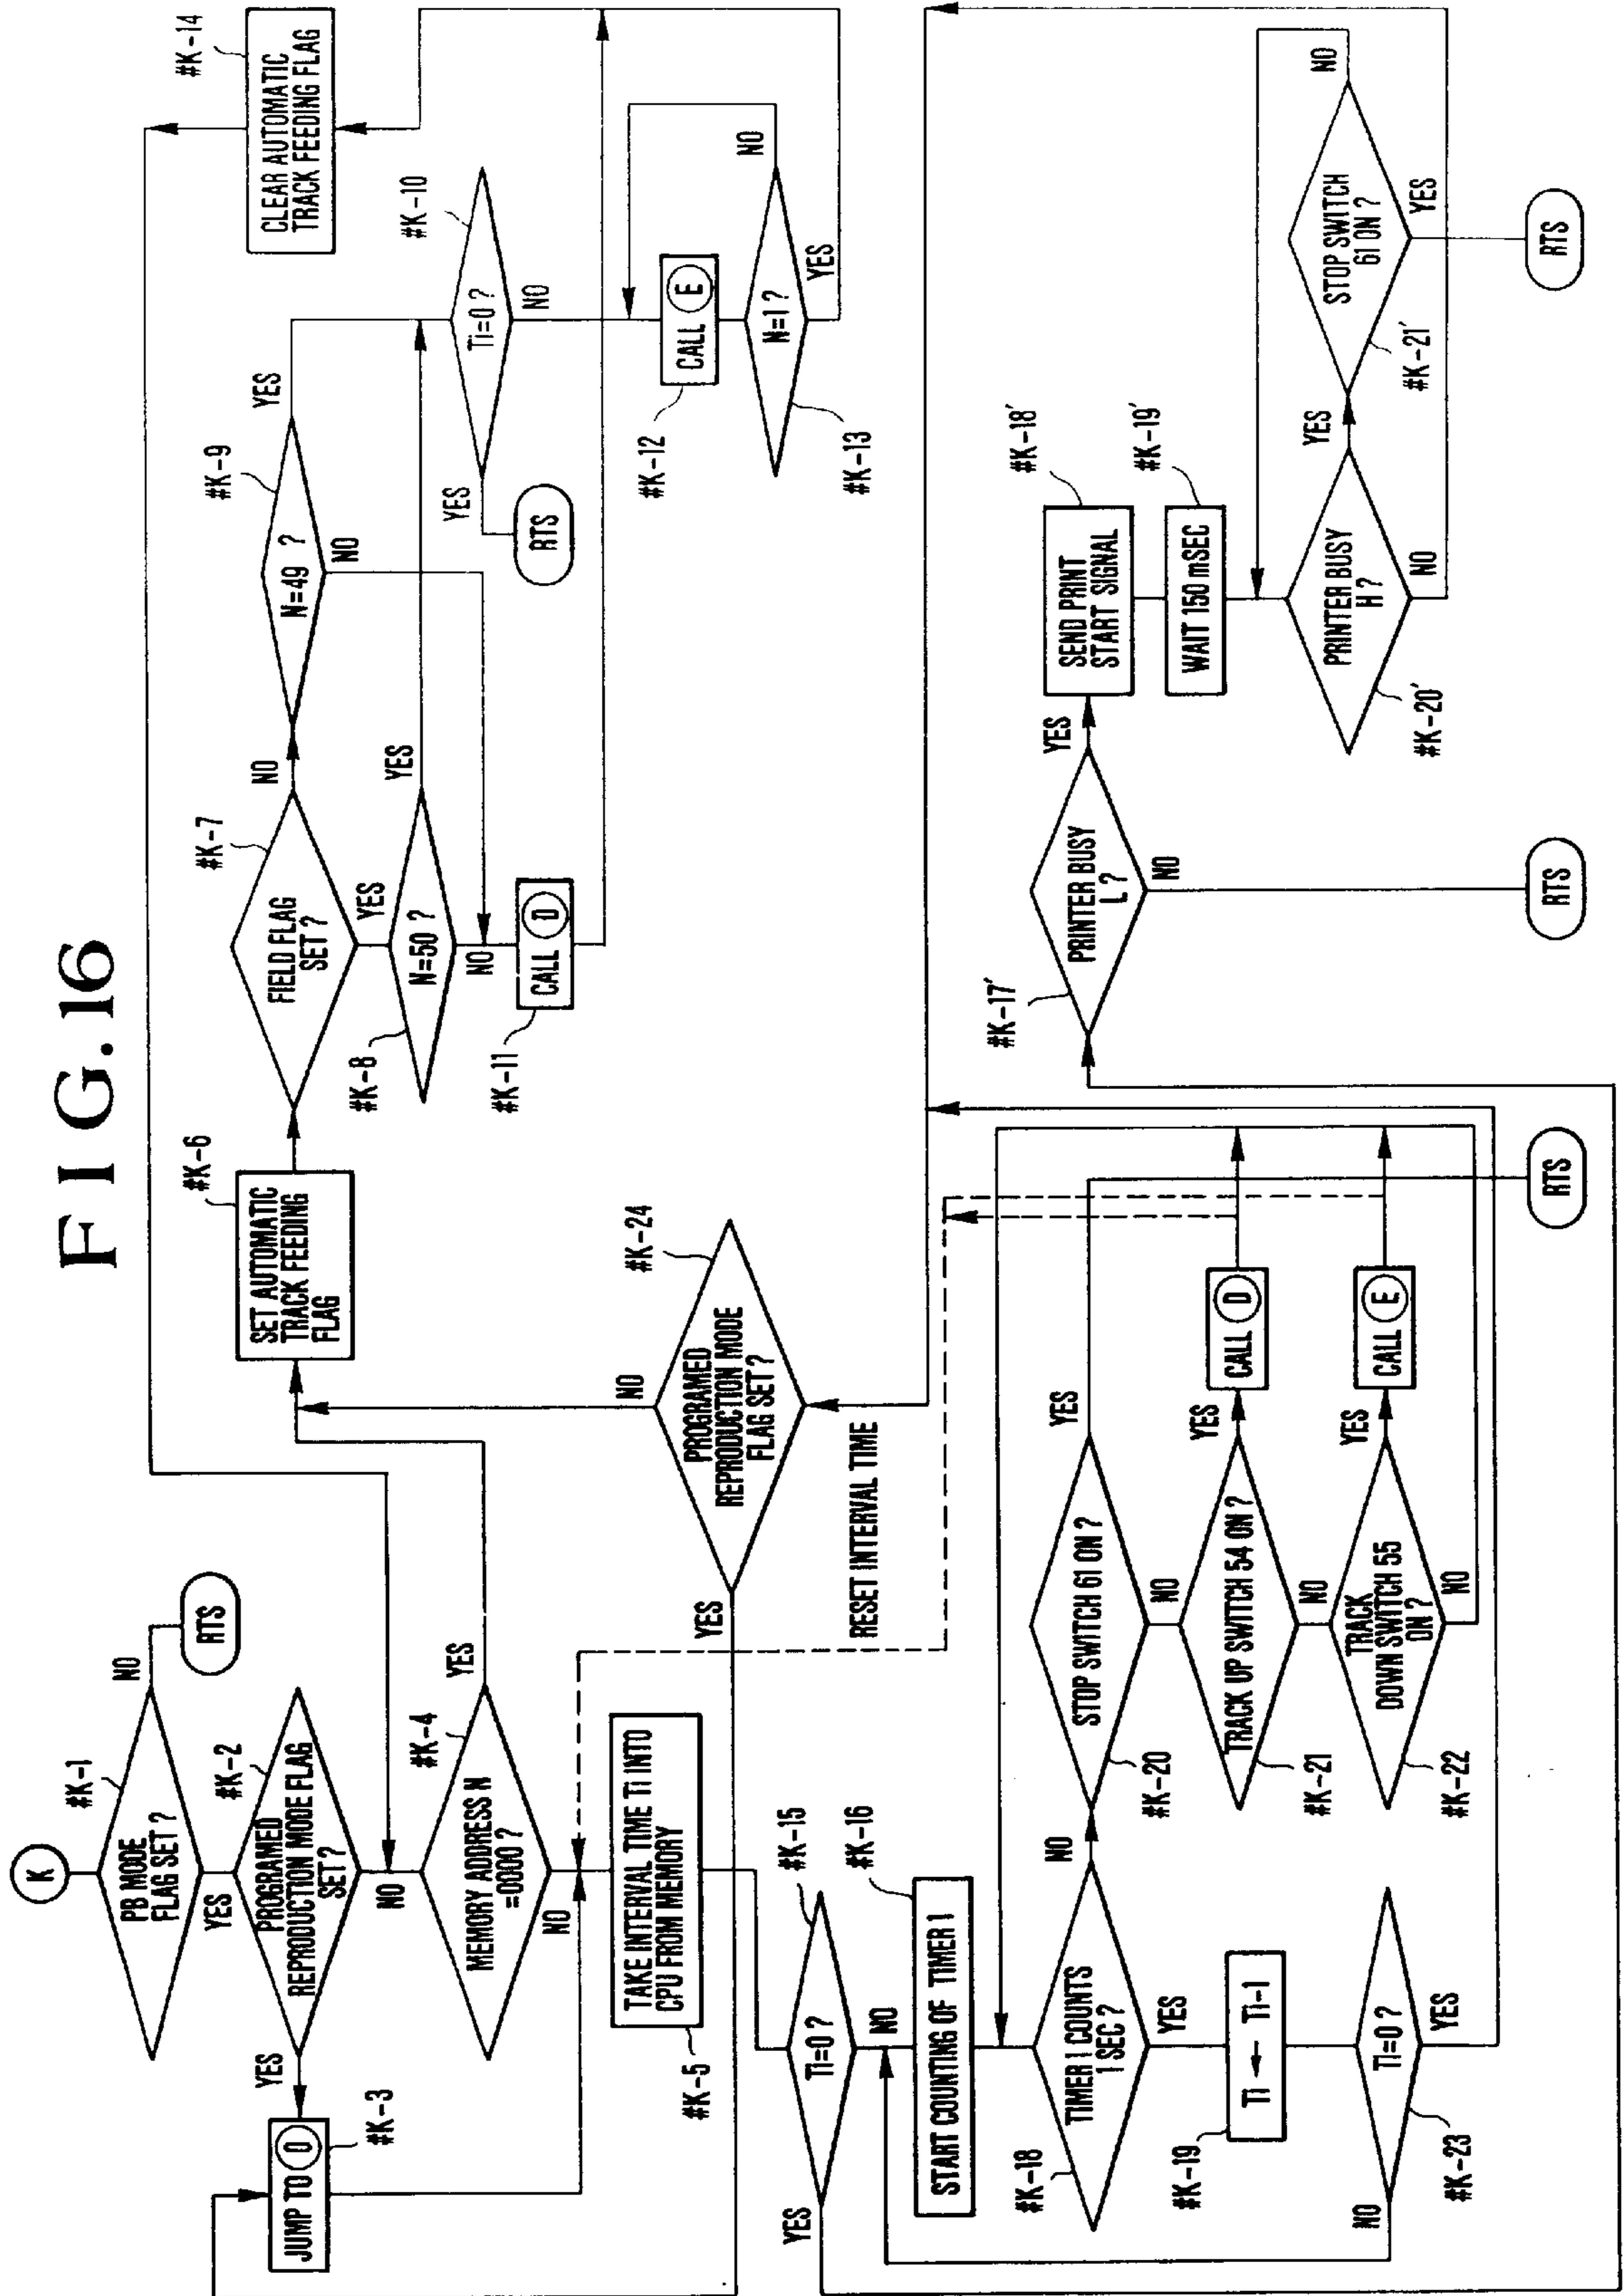 FIG.16
K
PB MODE
FLAG SET ?
#K-1
NO
RTS
YES
PROGRAMED
REPRODUCTION MODE FLAG
SET ?
#K-2
YES
JUMP TO O
#K-3
NO
MEMORY ADDRESS N
=0000 ?
#K-4
YES
NO
TAKE INTERVAL TIME Ti INTO
CPU FROM MEMORY
#K-5
SET AUTOMATIC
TRACK FEEDING
FLAG
#K-6
FIELD FLAG
SET ?
#K-7
NO
YES
N=50 ?
#K-8
YES
NO
N=49 ?
#K-9
YES
NO
CALL D
#K-11
Ti=0 ?
#K-10
YES
RTS
NO
CALL E
#K-12
N=1 ?
#K-13
NO
YES
CLEAR AUTOMATIC
TRACK FEEDING FLAG
#K-14
PROGRAMED
REPRODUCTION MODE
FLAG SET ?
#K-24
NO
YES
RESET INTERVAL TIME
Ti=0 ?
#K-15
YES
NO
START COUNTING OF TIMER 1
#K-16
TIMER 1 COUNTS
1 SEC ?
#K-18
NO
YES
Ti ← Ti-1
#K-19
Ti=0 ?
#K-23
NO
YES
STOP SWITCH 61 ON ?
#K-20
YES
NO
TRACK UP SWITCH 54 ON ?
#K-21
YES
CALL D
NO
TRACK
DOWN SWITCH 55
ON ?
#K-22
YES
CALL E
NO
RTS
PRINTER BUSY
L ?
#K-17'
YES
NO
RTS
SEND PRINT
START SIGNAL
#K-18'
WAIT 150 mSEC
#K-19'
PRINTER BUSY
H ?
#K-20'
YES
NO
STOP SWITCH
61 ON ?
#K-21'
NO
YES
RTS